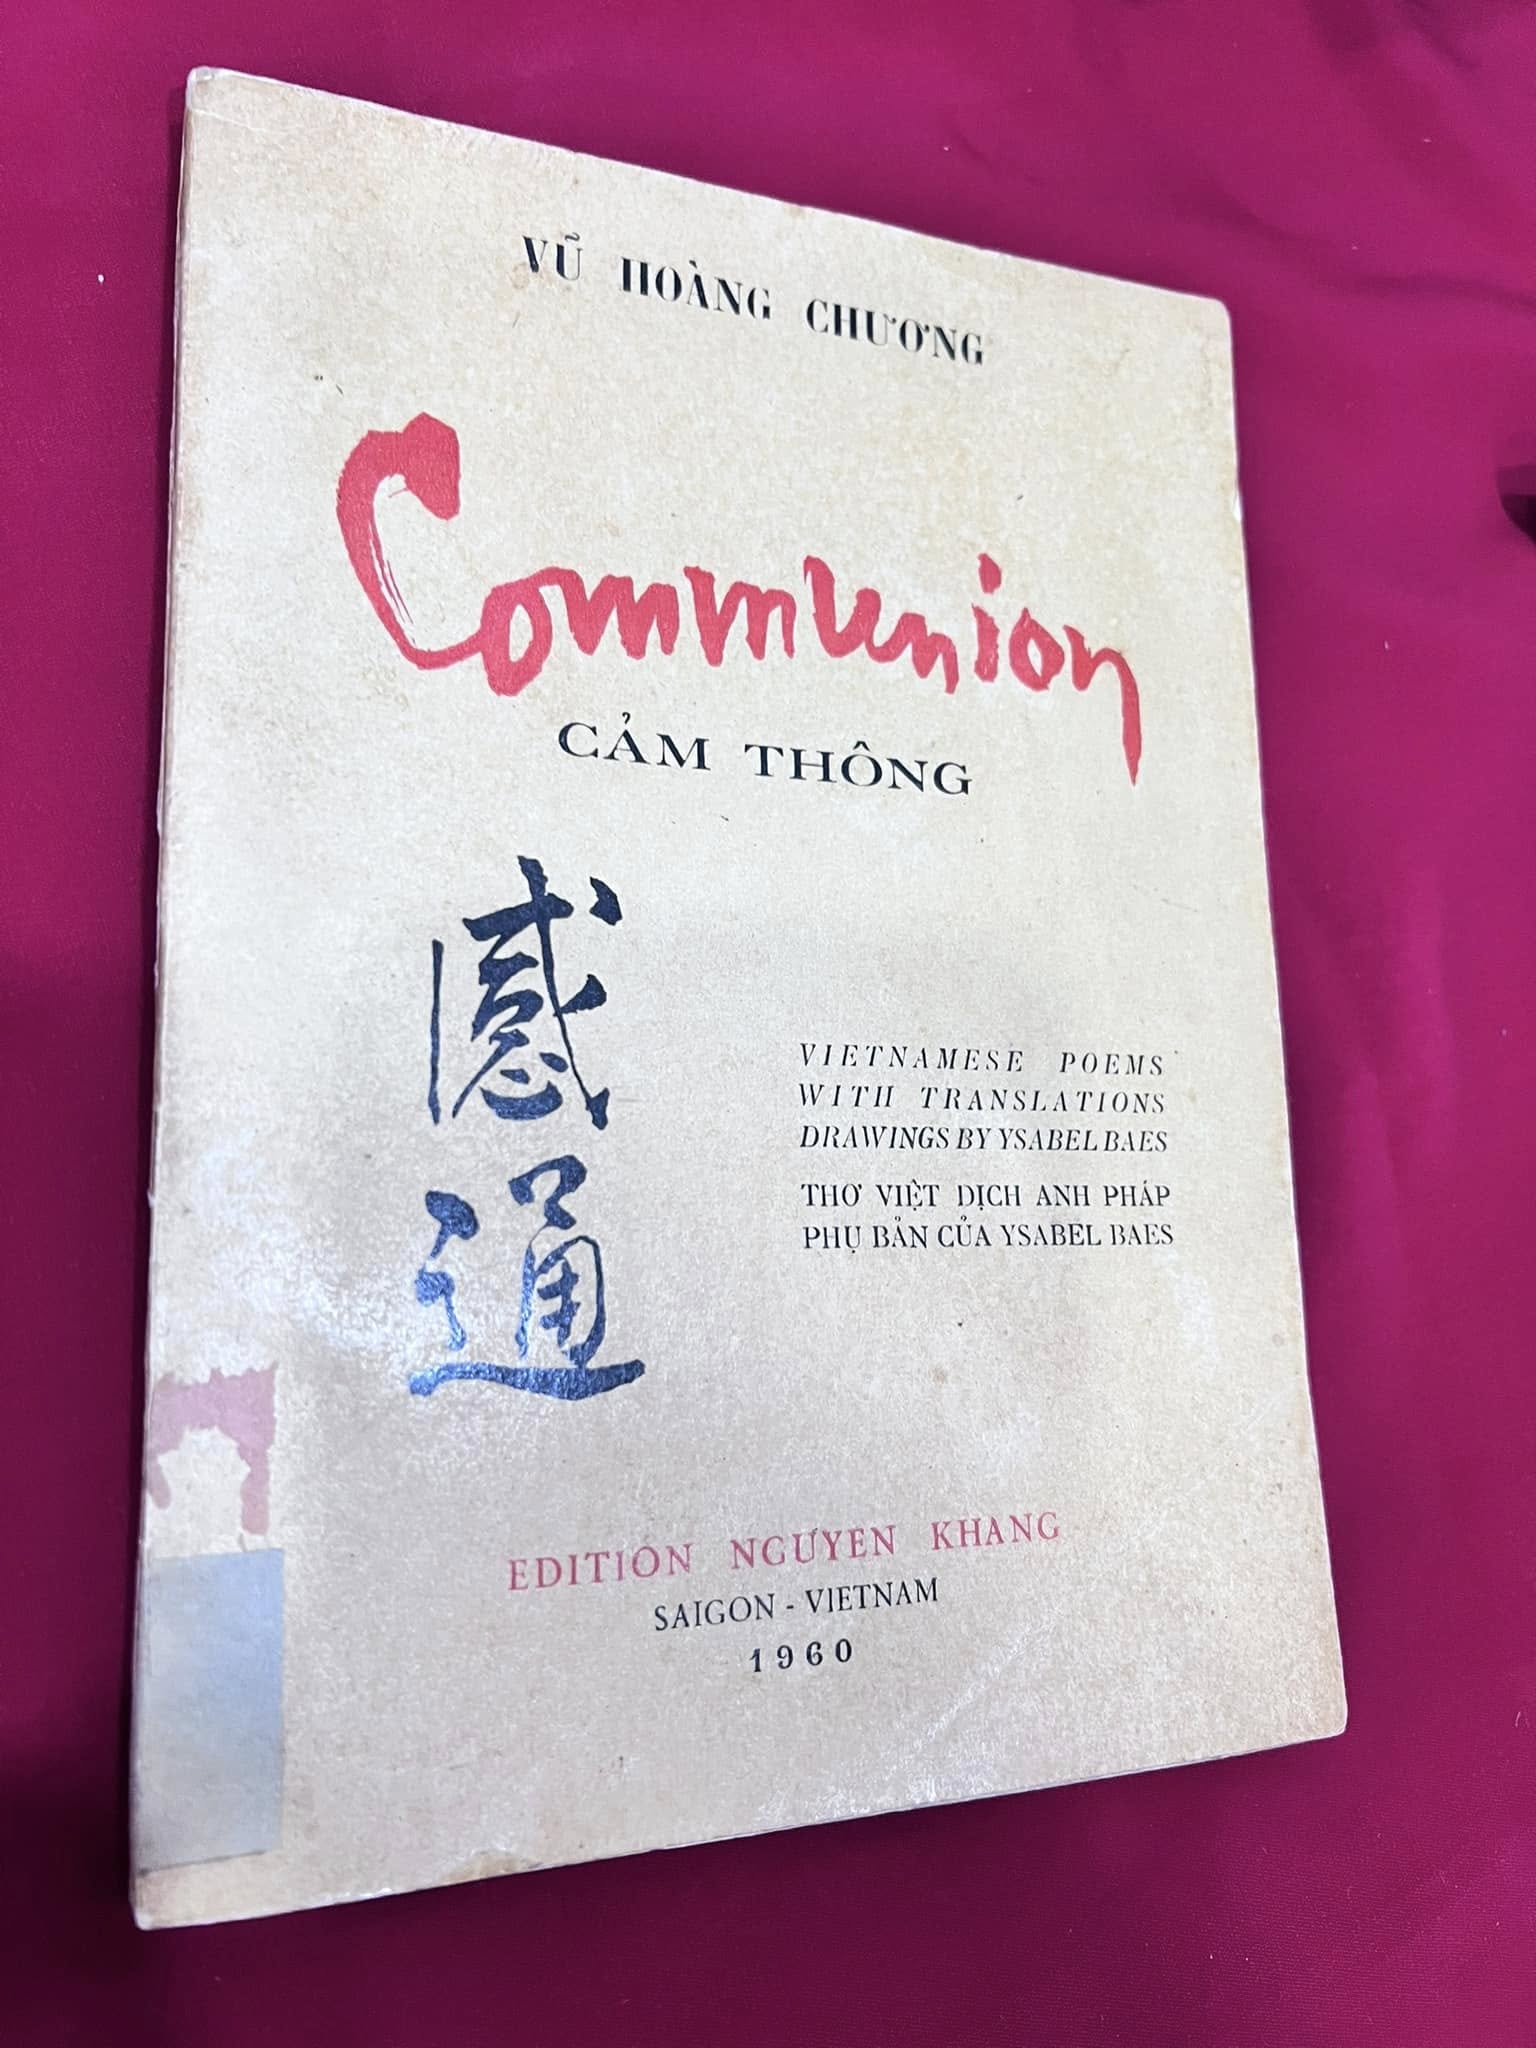 VŨ HOÀNG CHƯƠNG
Communion
CẢM THÔNG
感
通
VIETNAMESE POEMS
WITH TRANSLATIONS
DRAWINGS BY YSABEL BAES
THƠ VIỆT DỊCH ANH PHÁP
PHỤ BẢN CỦA YSABEL BAES
EDITION NGUYEN KHANG
SAIGON - VIETNAM
1960